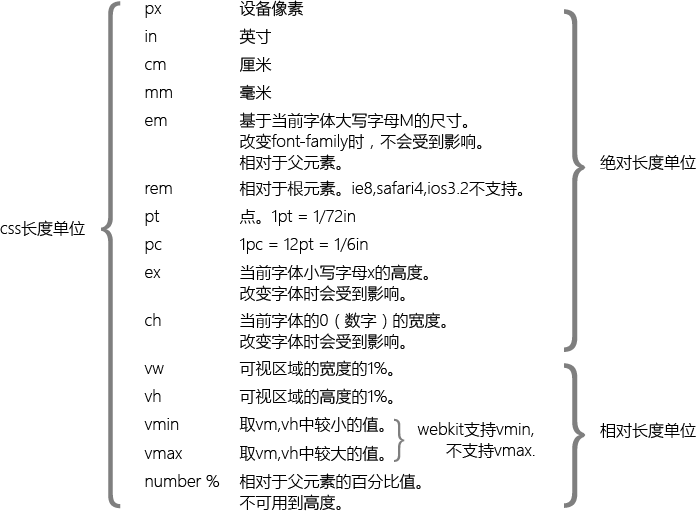 css长度单位
px 设备像素
in 英寸
cm 厘米
mm 毫米
em 基于当前字体大写字母M的尺寸。
改变font-family时，不会受到影响。
相对于父元素。
rem 相对于根元素。ie8,safari4,ios3.2不支持。
pt 点。1pt = 1/72in
pc 1pc = 12pt = 1/6in
ex 当前字体小写字母x的高度。
改变字体时会受到影响。
ch 当前字体的0（数字）的宽度。
改变字体时会受到影响。
绝对长度单位
vw 可视区域的宽度的1%。
vh 可视区域的高度的1%。
vmin 取vm,vh中较小的值。
vmax 取vm,vh中较大的值。
webkit支持vmin,
不支持vmax.
number % 相对于父元素的百分比值。
不可用到高度。
相对长度单位